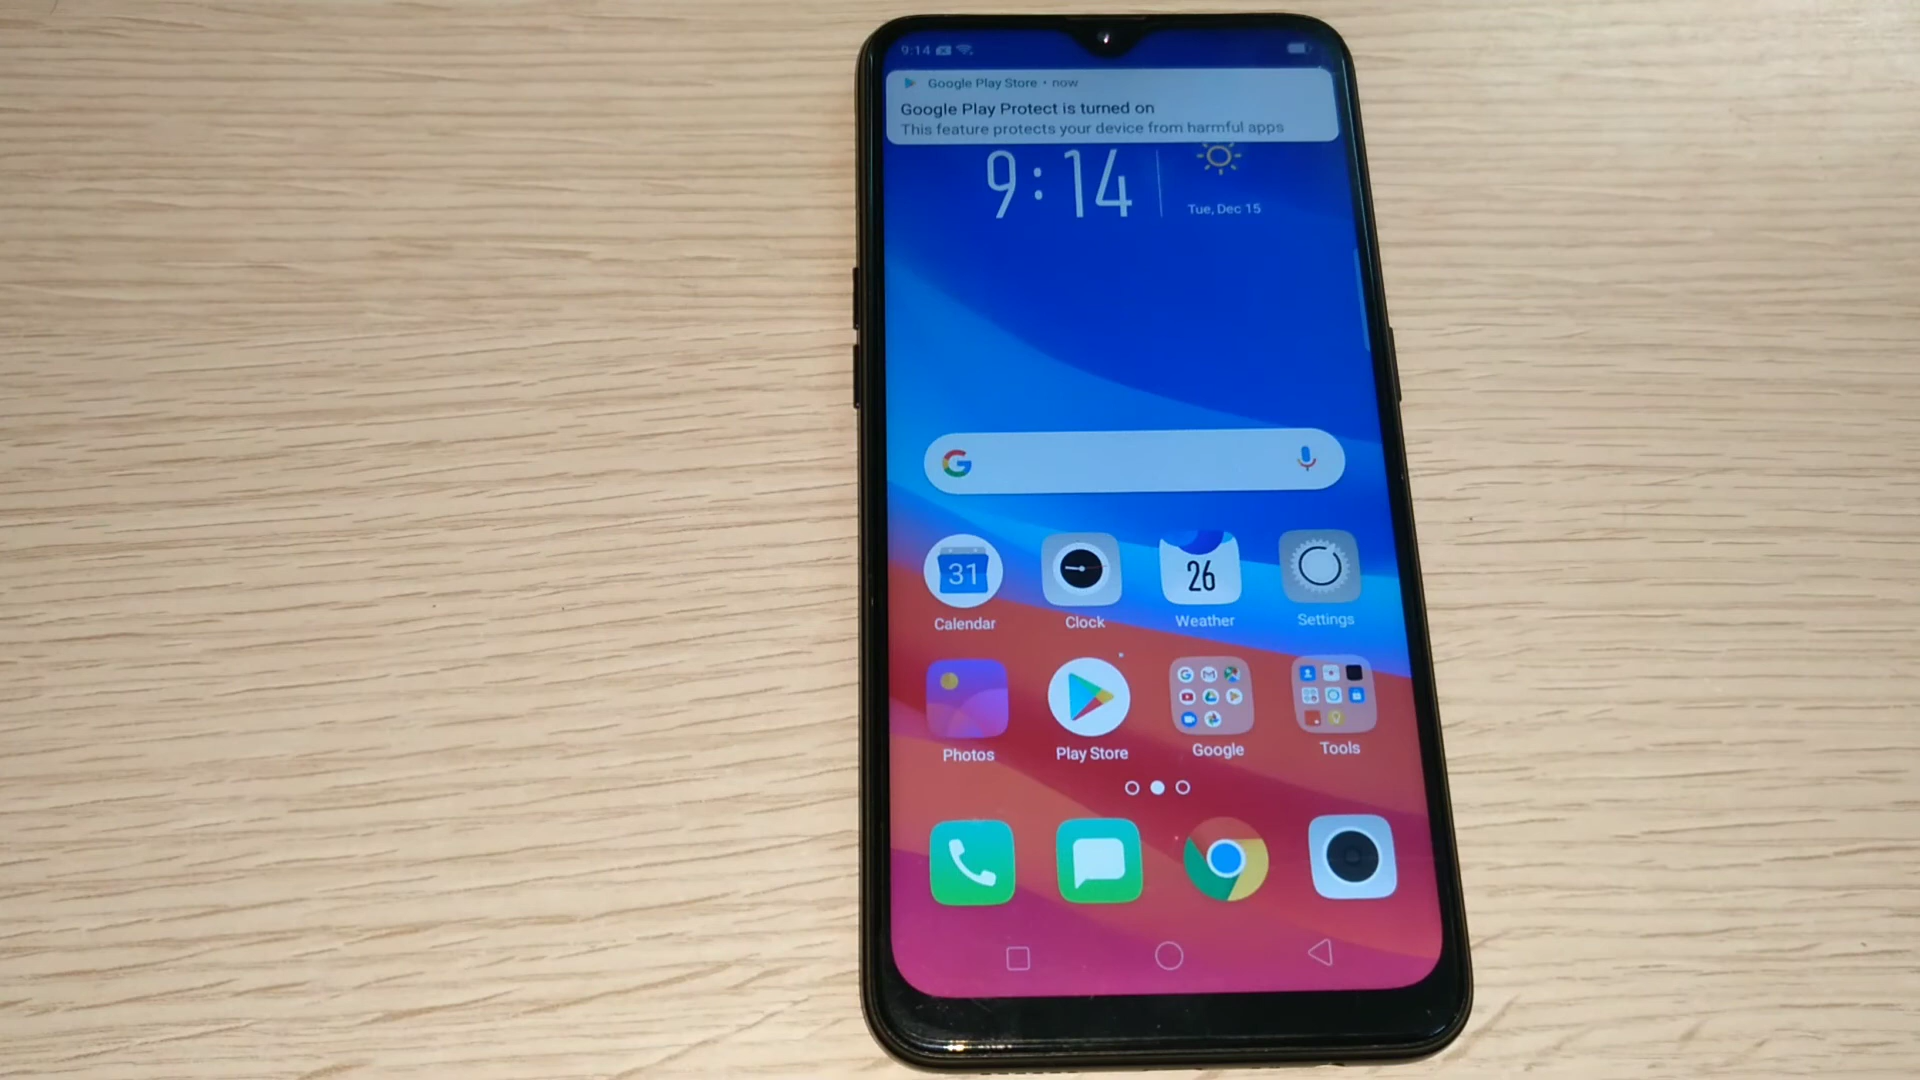 9:14
Google Play Store • now
Google Play Protect is turned on
This feature protects your device from harmful apps
9:14
Tue, Dec 15
G
31
26
Calendar
Clock
Weather
Settings
Photos
Play Store
Google
Tools